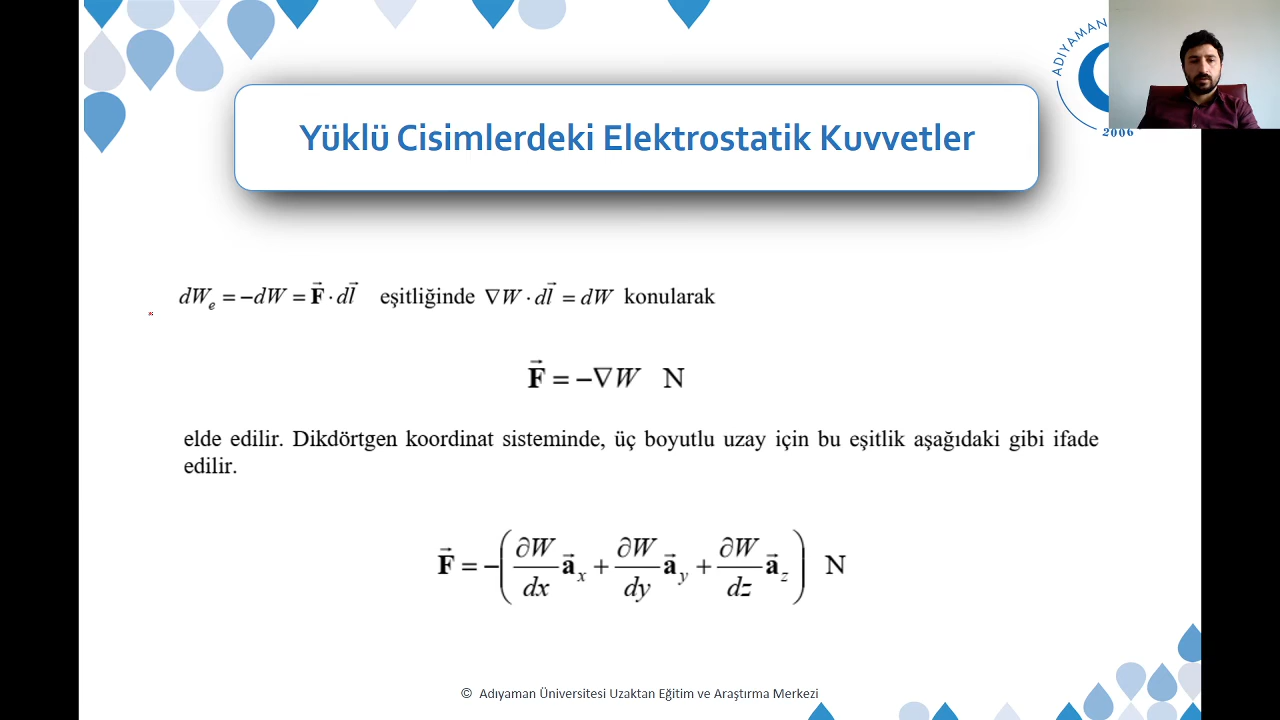 ADIYAMAN
2006
Yüklü Cisimlerdeki Elektrostatik Kuvvetler
dWₑ = −dW = F⃗ · dl⃗ eşitliğinde ∇W · dl⃗ = dW konularak
F⃗ = −∇W N
elde edilir. Dikdörtgen koordinat sisteminde, üç boyutlu uzay için bu eşitlik aşağıdaki gibi ifade
edilir.
F⃗ = −(∂W/dx a⃗ₓ + ∂W/dy a⃗_y + ∂W/dz a⃗_z) N
© Adıyaman Üniversitesi Uzaktan Eğitim ve Araştırma Merkezi